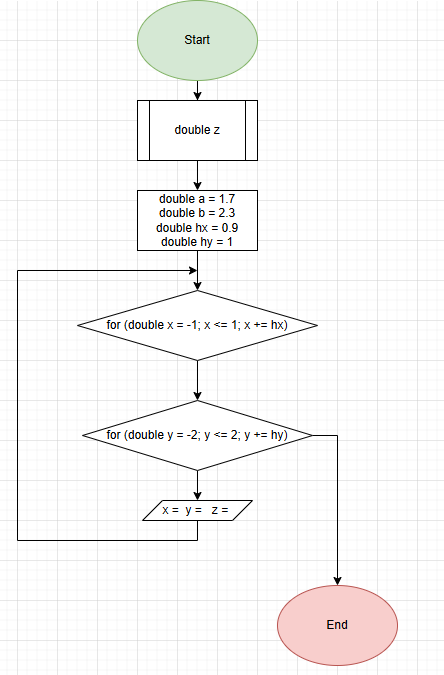 Start
double z
double a = 1.7
double b = 2.3
double hx = 0.9
double hy = 1
for (double x = -1; x <= 1; x += hx)
for (double y = -2; y <= 2; y += hy)
x = y = z =
End